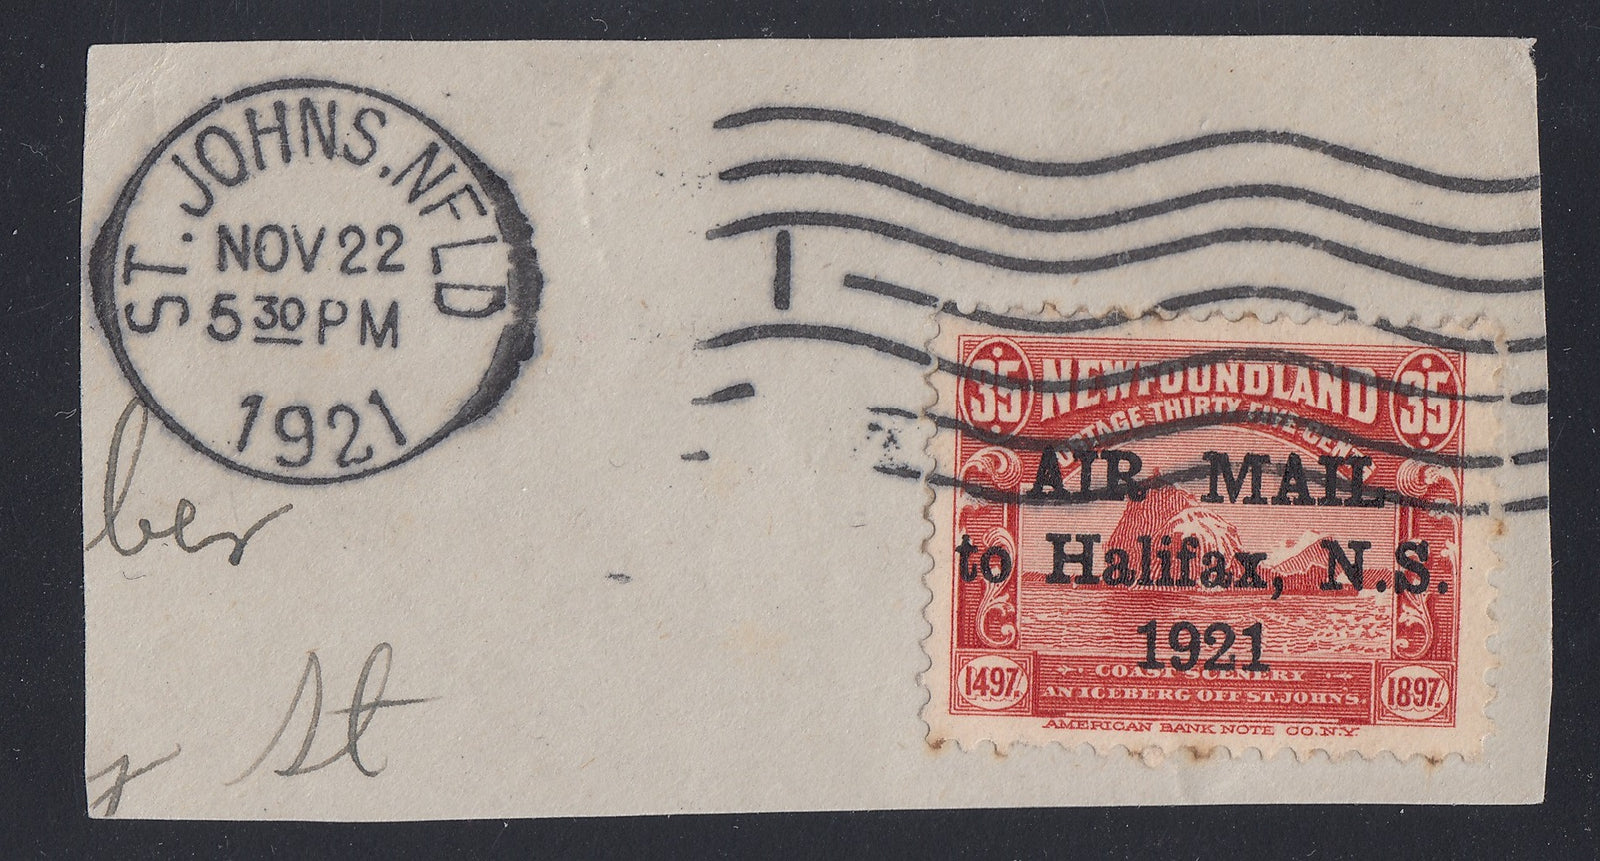 ST. JOHNS. NFLD
NOV 22
5 30 PM
1921
ber
St
35 NEWFOUNDLAND 35
POSTAGE THIRTY FIVE CENTS
AIR MAIL
to Halifax, N.S.
1921
COAST SCENERY
1497. AN ICEBERG OFF ST. JOHN'S. 1897.
AMERICAN BANK NOTE CO. N.Y.